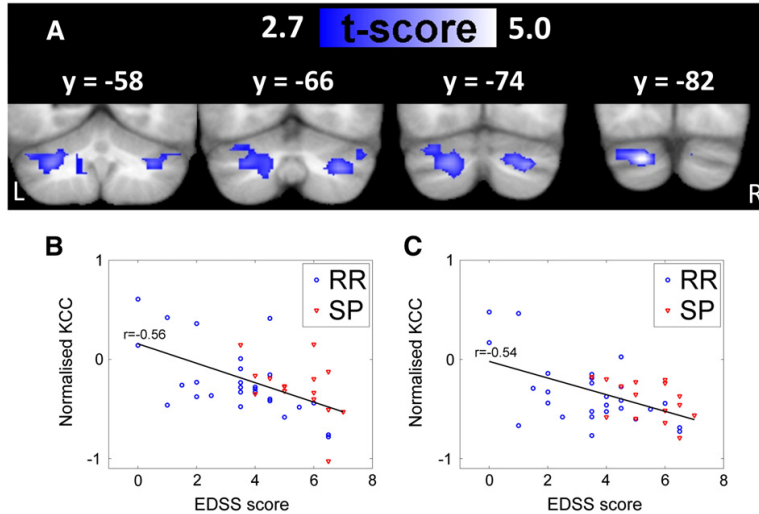 A 2.7 t-score 5.0
y = -58 y = -66 y = -74 y = -82
L R
B
1
0
-1
Normalised KCC
r=-0.56
RR
SP
0 2 4 6 8
EDSS score
C
1
0
-1
Normalised KCC
r=-0.54
RR
SP
0 2 4 6 8
EDSS score